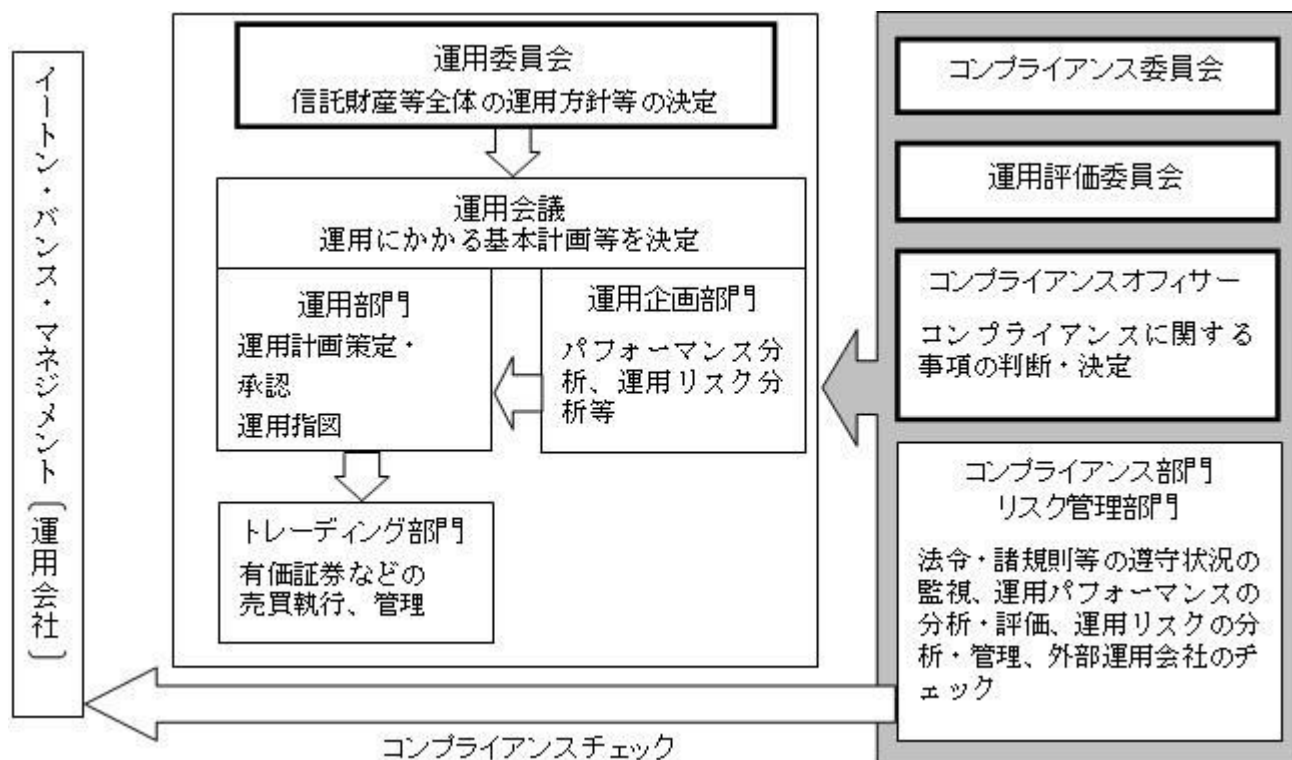 イートン・バンス・マネジメント〔運用会社〕
運用委員会
信託財産等全体の運用方針等の決定
運用会議
運用にかかる基本計画等を決定
運用部門
運用計画策定・
承認
運用指図
運用企画部門
パフォーマンス分
析、運用リスク分
析等
トレーディング部門
有価証券などの
売買執行、管理
コンプライアンス委員会
運用評価委員会
コンプライアンスオフィサー
コンプライアンスに関する
事項の判断・決定
コンプライアンス部門
リスク管理部門
法令・諸規則等の遵守状況の
監視、運用パフォーマンスの
分析・評価、運用リスクの分
析・管理、外部運用会社のチ
ェック
コンプライアンスチェック